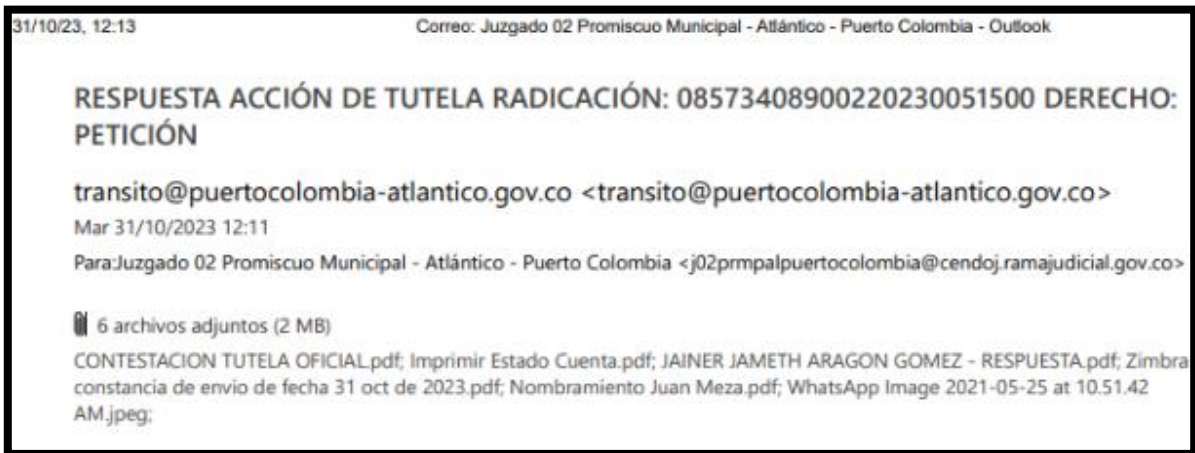 31/10/23, 12:13 Correo: Juzgado 02 Promiscuo Municipal - Atlántico - Puerto Colombia - Outlook
RESPUESTA ACCIÓN DE TUTELA RADICACIÓN: 08573408900220230051500 DERECHO:
PETICIÓN
transito@puertocolombia-atlantico.gov.co <transito@puertocolombia-atlantico.gov.co>
Mar 31/10/2023 12:11
Para:Juzgado 02 Promiscuo Municipal - Atlántico - Puerto Colombia <j02prmpalpuertocolombia@cendoj.ramajudicial.gov.co>
6 archivos adjuntos (2 MB)
CONTESTACION TUTELA OFICIAL.pdf; Imprimir Estado Cuenta.pdf; JAINER JAMETH ARAGON GOMEZ - RESPUESTA.pdf; Zimbra
constancia de envio de fecha 31 oct de 2023.pdf; Nombramiento Juan Meza.pdf; WhatsApp Image 2021-05-25 at 10.51.42
AM.jpeg;